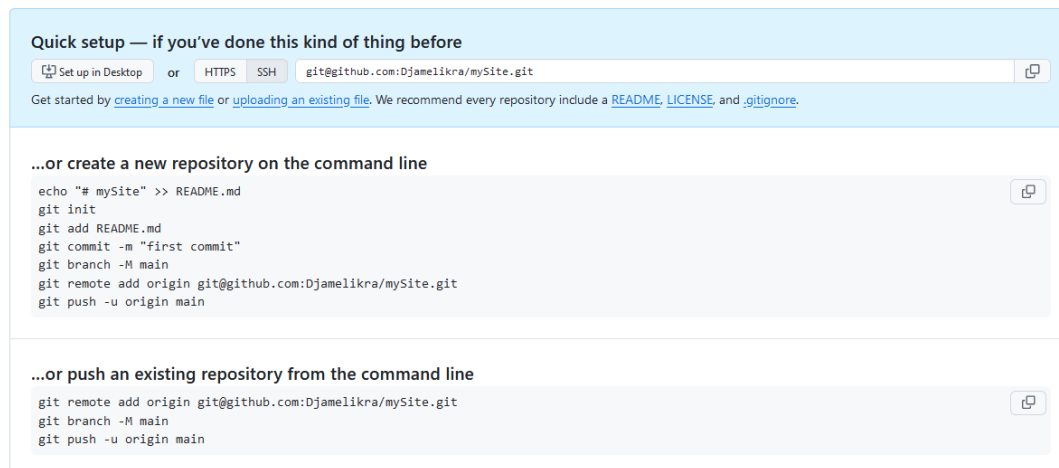 Quick setup — if you've done this kind of thing before
Set up in Desktop or HTTPS SSH git@github.com:Djamelikra/mySite.git
Get started by creating a new file or uploading an existing file. We recommend every repository include a README, LICENSE, and .gitignore.
...or create a new repository on the command line
echo "# mySite" >> README.md
git init
git add README.md
git commit -m "first commit"
git branch -M main
git remote add origin git@github.com:Djamelikra/mySite.git
git push -u origin main
...or push an existing repository from the command line
git remote add origin git@github.com:Djamelikra/mySite.git
git branch -M main
git push -u origin main